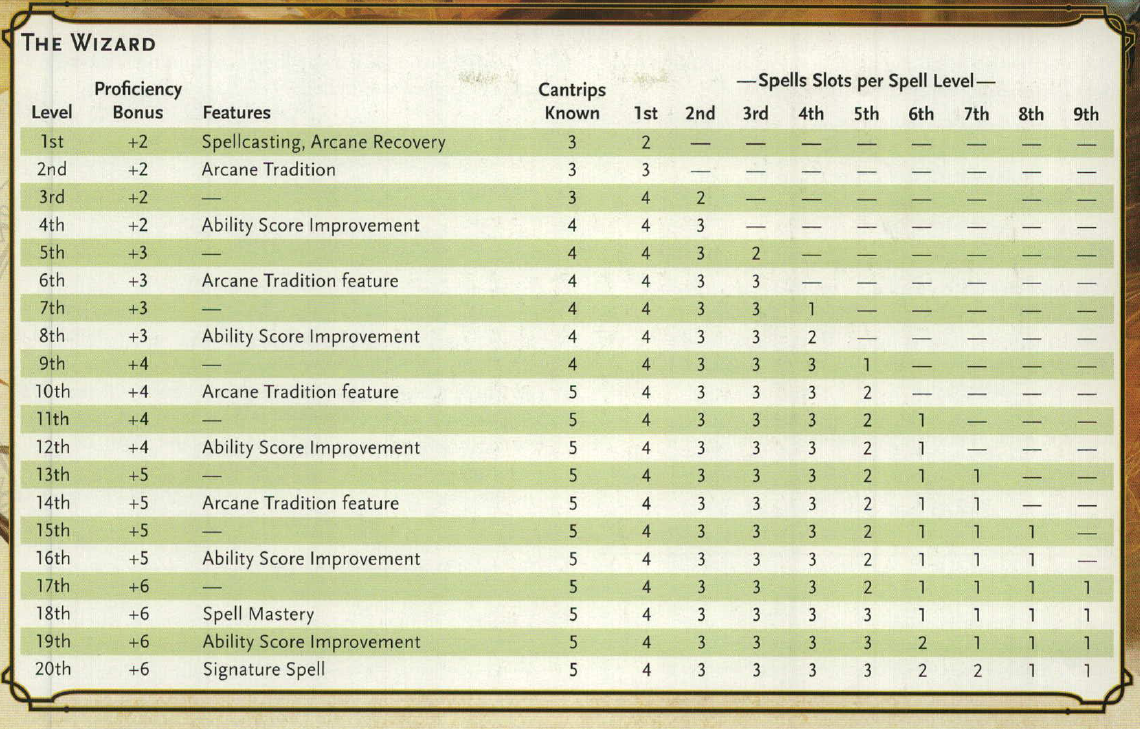 THE WIZARD
—Spells Slots per Spell Level—
Proficiency Cantrips
Level Bonus Features Known 1st 2nd 3rd 4th 5th 6th 7th 8th 9th
1st +2 Spellcasting, Arcane Recovery 3 2 — — — — — — — —
2nd +2 Arcane Tradition 3 3 — — — — — — — —
3rd +2 — 3 4 2 — — — — — — —
4th +2 Ability Score Improvement 4 4 3 — — — — — — —
5th +3 — 4 4 3 2 — — — — — —
6th +3 Arcane Tradition feature 4 4 3 3 — — — — — —
7th +3 — 4 4 3 3 1 — — — — —
8th +3 Ability Score Improvement 4 4 3 3 2 — — — — —
9th +4 — 4 4 3 3 3 1 — — — —
10th +4 Arcane Tradition feature 5 4 3 3 3 2 — — — —
11th +4 — 5 4 3 3 3 2 1 — — —
12th +4 Ability Score Improvement 5 4 3 3 3 2 1 — — —
13th +5 — 5 4 3 3 3 2 1 1 — —
14th +5 Arcane Tradition feature 5 4 3 3 3 2 1 1 — —
15th +5 — 5 4 3 3 3 2 1 1 1 —
16th +5 Ability Score Improvement 5 4 3 3 3 2 1 1 1 —
17th +6 — 5 4 3 3 3 2 1 1 1 1
18th +6 Spell Mastery 5 4 3 3 3 3 1 1 1 1
19th +6 Ability Score Improvement 5 4 3 3 3 3 2 1 1 1
20th +6 Signature Spell 5 4 3 3 3 3 2 2 1 1